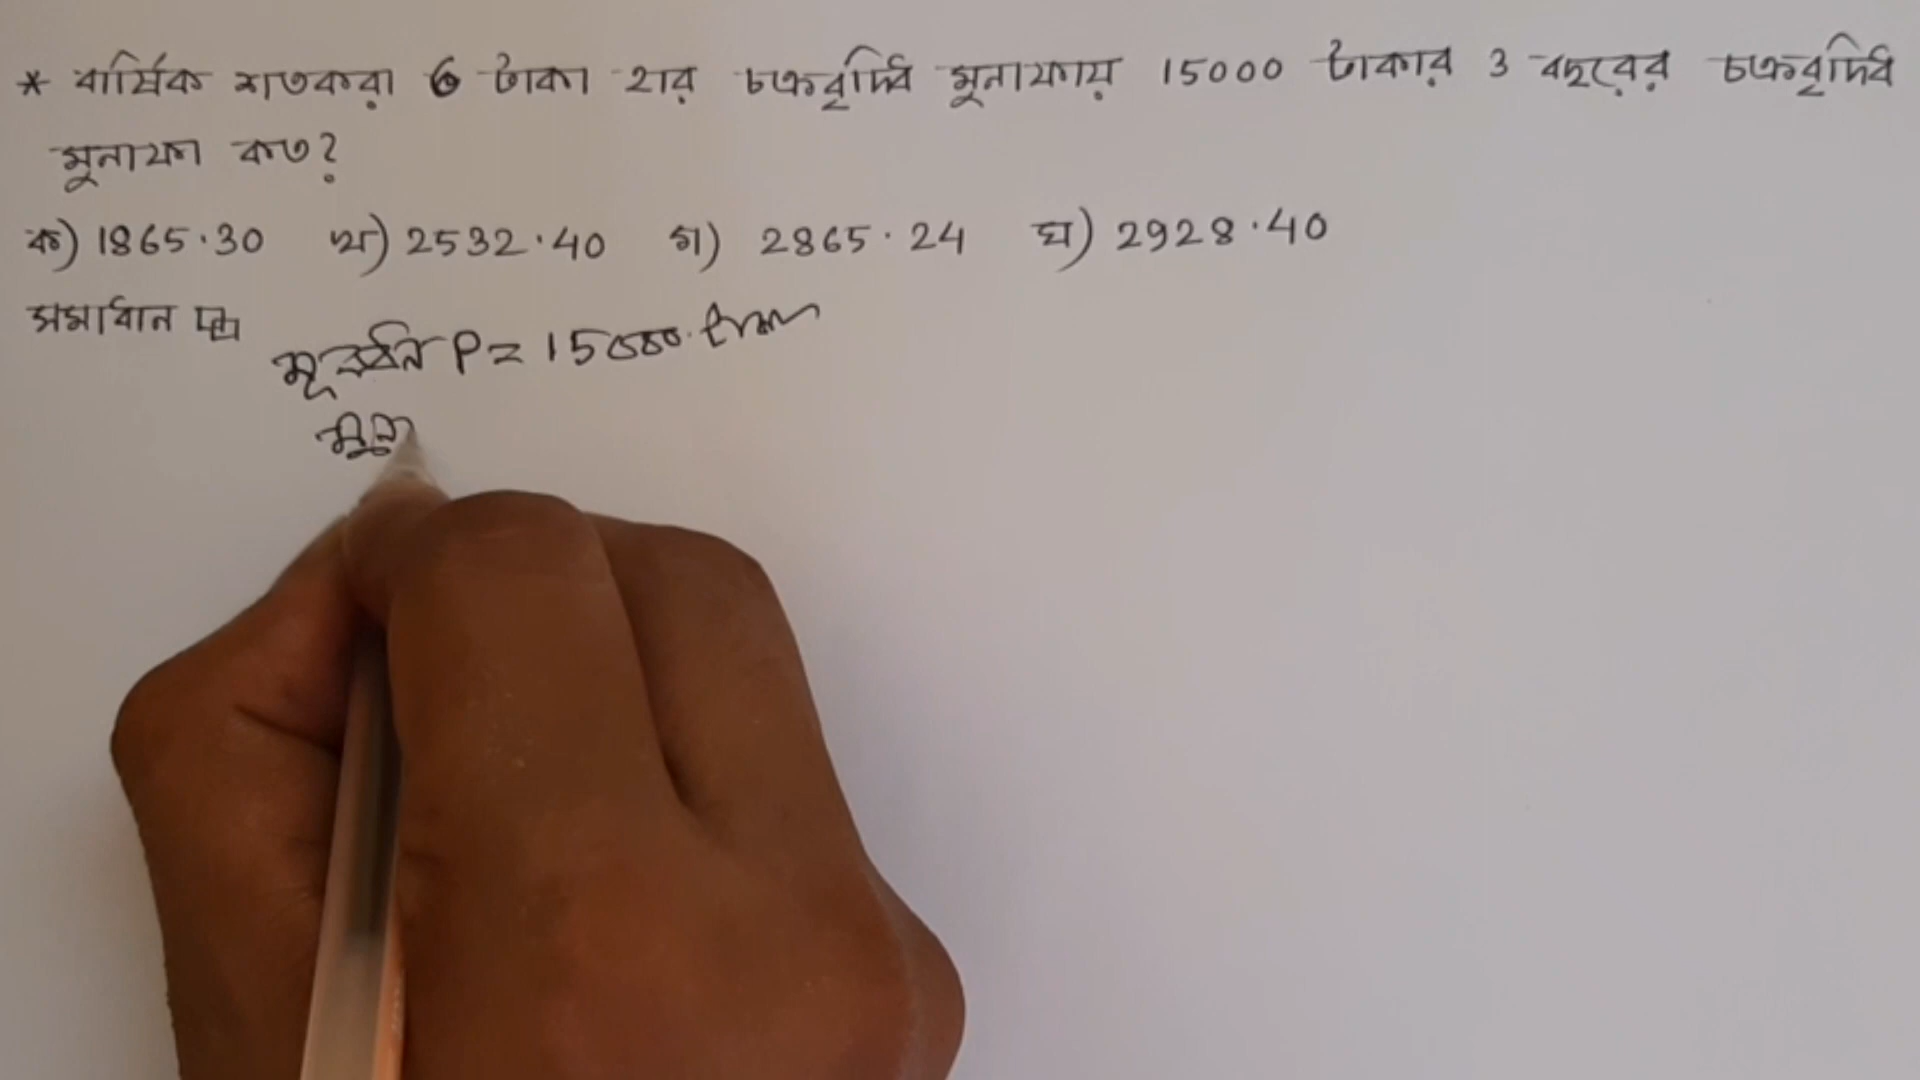 * বার্ষিক শতকরা 6 টাকা হার চক্রবৃদ্ধি মুনাফায় 15000 টাকার 3 বছরের চক্রবৃদ্ধি
মুনাফা কত?
ক) 1865.30 খ) 2532.40 গ) 2865.24 ঘ) 2928.40
সমাধান
মূলধন P = 15000